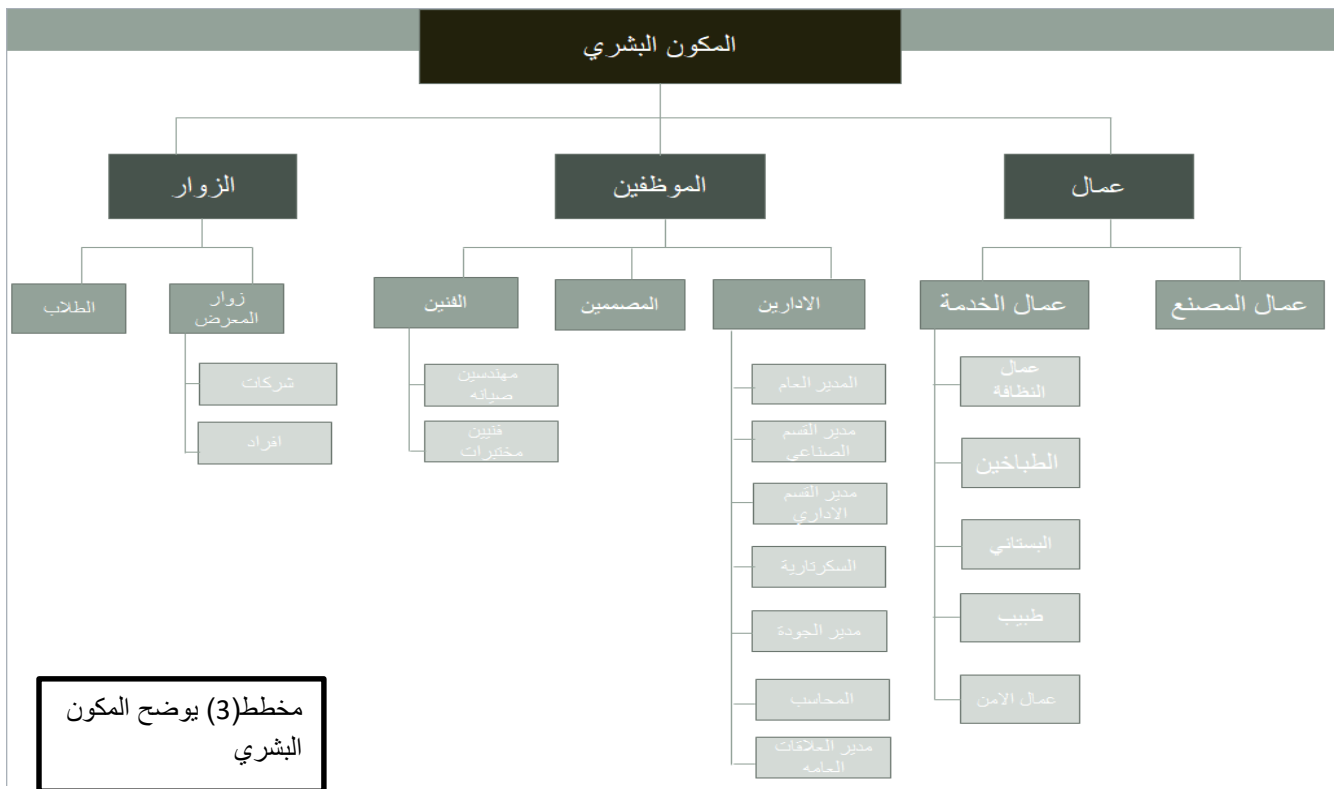 المكون البشري
عمال
الموظفين
الزوار
عمال المصنع
عمال الخدمة
الادارين
المصممين
الفنين
زوار
المعرض
الطلاب
عمال
النظافة
الطباخين
البستاني
طبيب
عمال الامن
المدير العام
مدير القسم
الصناعي
مدير القسم
الاداري
السكرتارية
مدير الجودة
المحاسب
مدير العلاقات
العامه
مهندسين
صيانه
فنيين
مختبرات
شركات
افراد
مخطط(3) يوضح المكون
البشري